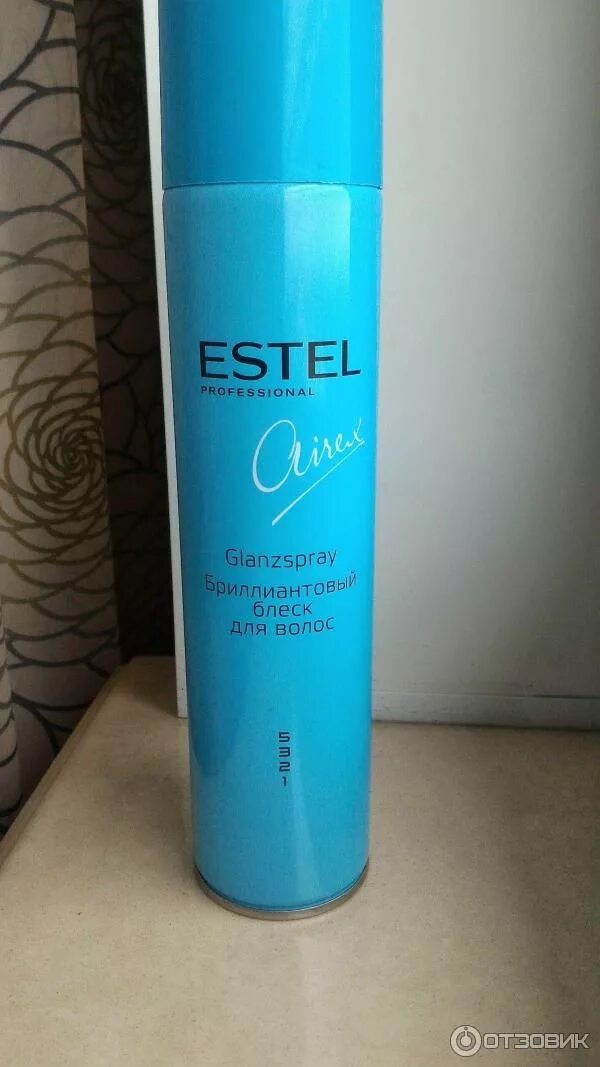 ESTEL
PROFESSIONAL
Airex
Glanzspray
Бриллиантовый
блеск
для волос
5
3
2
1
ОТЗОВИК